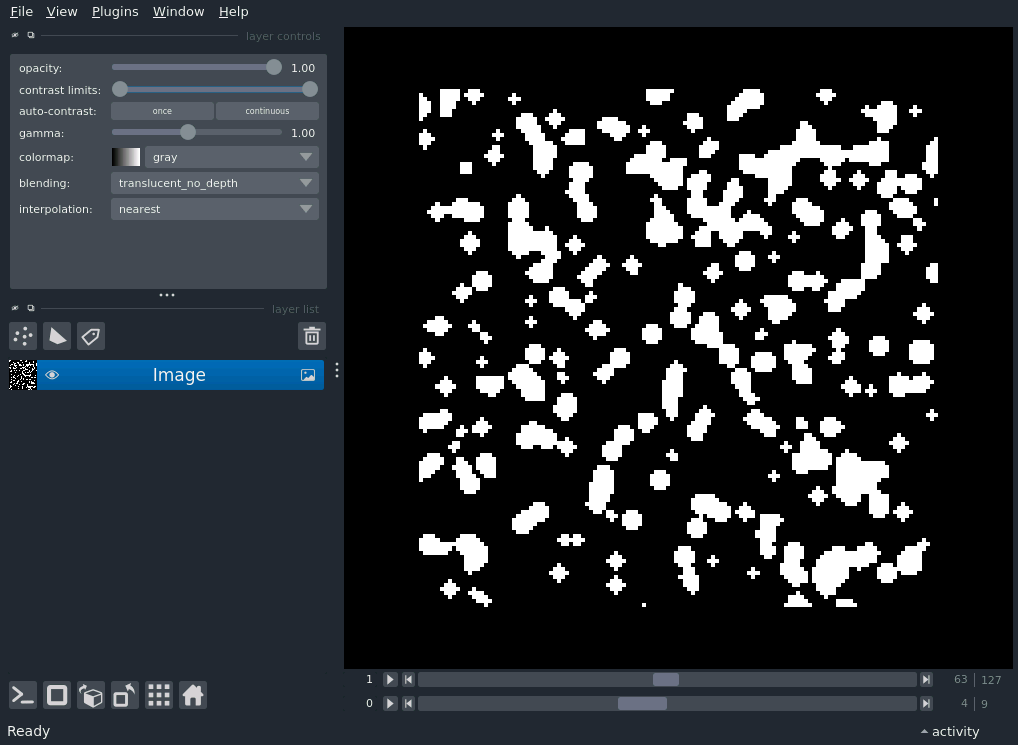 File View Plugins Window Help
layer controls
opacity: 1.00
contrast limits:
auto-contrast: once continuous
gamma: 1.00
colormap: gray
blending: translucent_no_depth
interpolation: nearest
layer list
Image
1 63 127
0 4 9
Ready activity